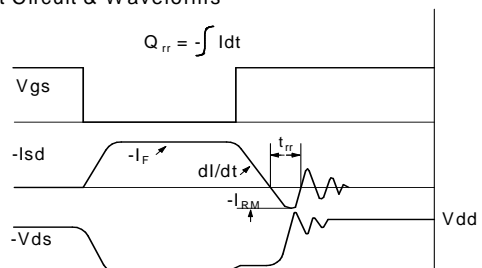 t Circuit & Waveforms
Q rr = -∫ Idt
Vgs
-Isd
-I F
dI/dt
t rr
-I RM
Vdd
-Vds